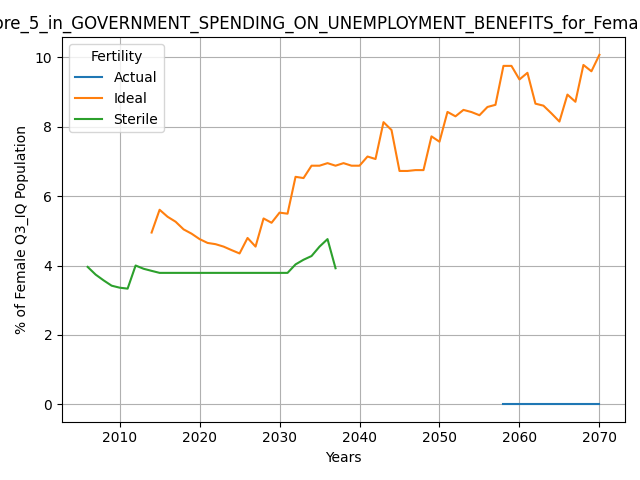 ore_5_in_GOVERNMENT_SPENDING_ON_UNEMPLOYMENT_BENEFITS_for_Fema
Fertility
Actual
Ideal
Sterile
% of Female Q3_IQ Population
10
8
6
4
2
0
2010 2020 2030 2040 2050 2060 2070
Years